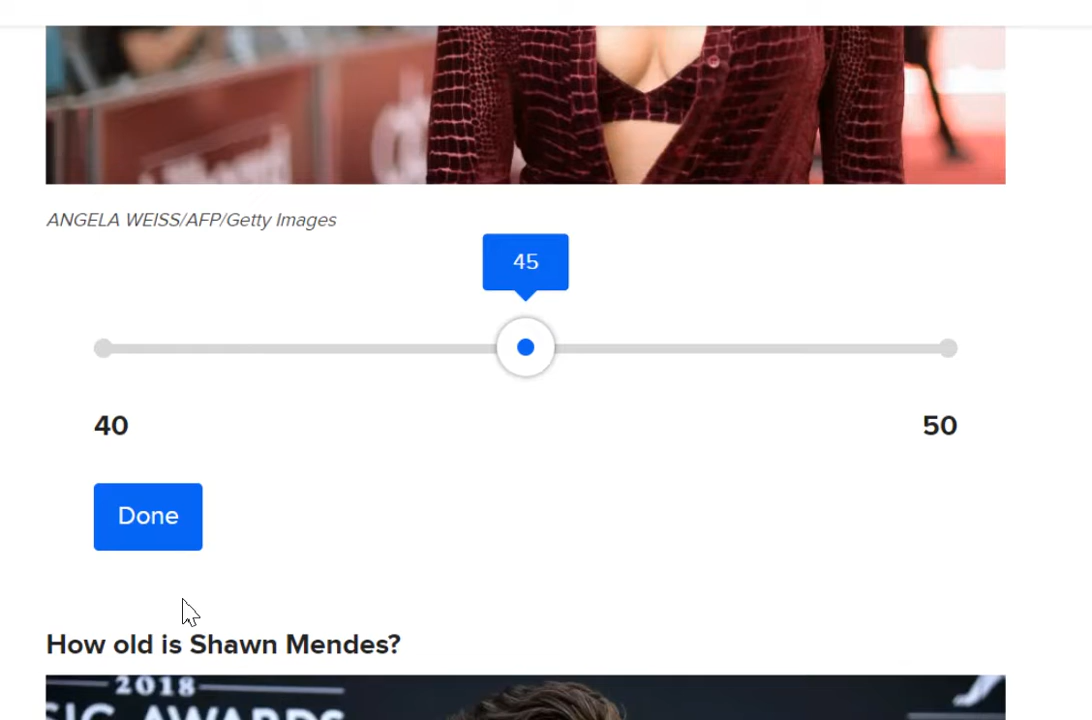 ANGELA WEISS/AFP/Getty Images
45
40 50
Done
How old is Shawn Mendes?
2018